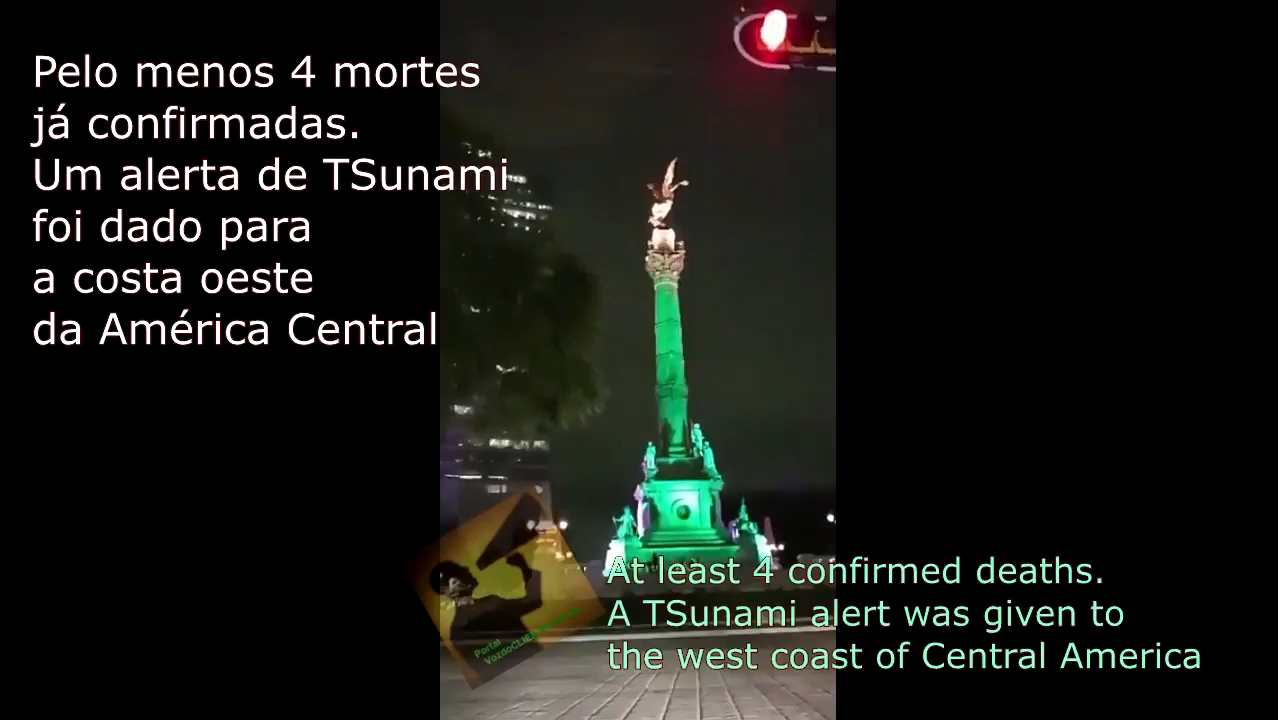 Pelo menos 4 mortes
já confirmadas.
Um alerta de TSunami
foi dado para
a costa oeste
da América Central
At least 4 confirmed deaths.
A TSunami alert was given to
the west coast of Central America
Portal